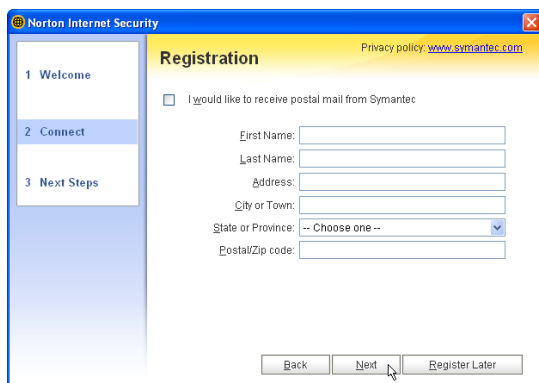 Norton Internet Security
1 Welcome
2 Connect
3 Next Steps
Registration
Privacy policy: www.symantec.com
I would like to receive postal mail from Symantec
First Name:
Last Name:
Address:
City or Town:
State or Province: -- Choose one --
Postal/Zip code:
Back Next Register Later